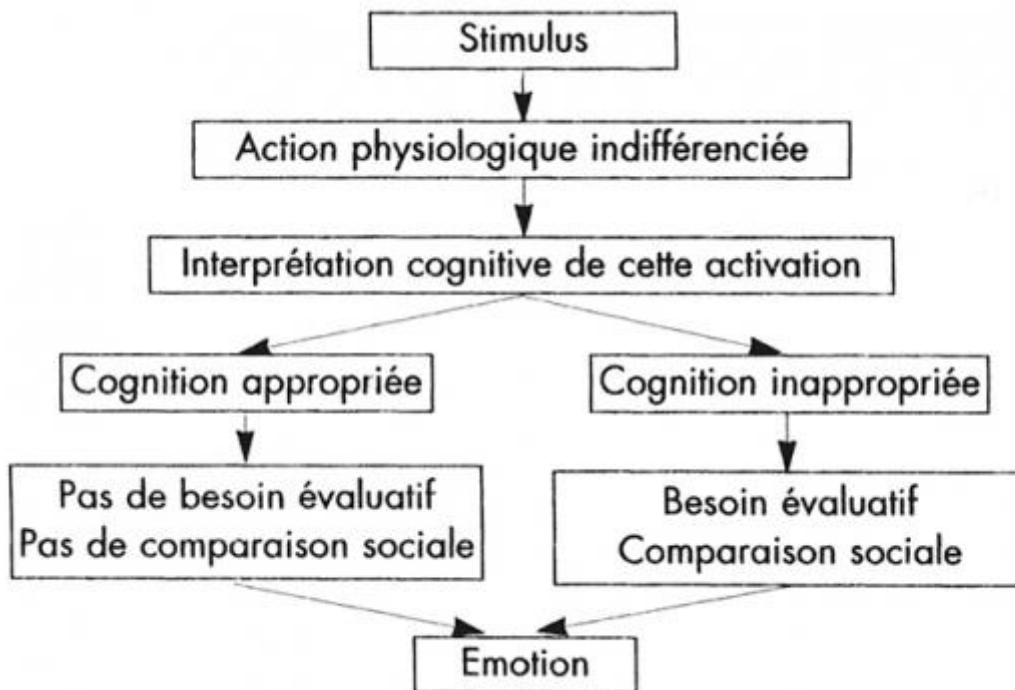 Stimulus
Action physiologique indifférenciée
Interprétation cognitive de cette activation
Cognition appropriée
Cognition inappropriée
Pas de besoin évaluatif
Pas de comparaison sociale
Besoin évaluatif
Comparaison sociale
Emotion